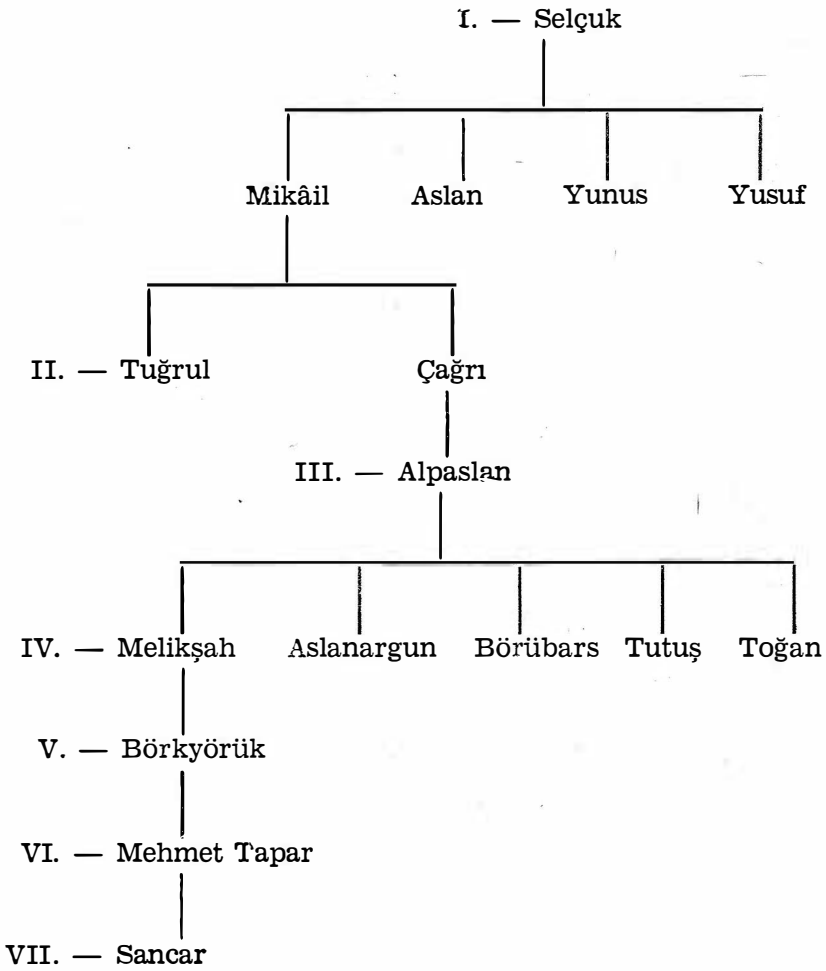 I. — Selçuk
Mikâil Aslan Yunus Yusuf
II. — Tuğrul Çağrı
III. — Alpaslan
IV. — Melikşah Aslanargun Börübars Tutuş Toğan
V. — Börkyörük
VI. — Mehmet Tapar
VII. — Sancar